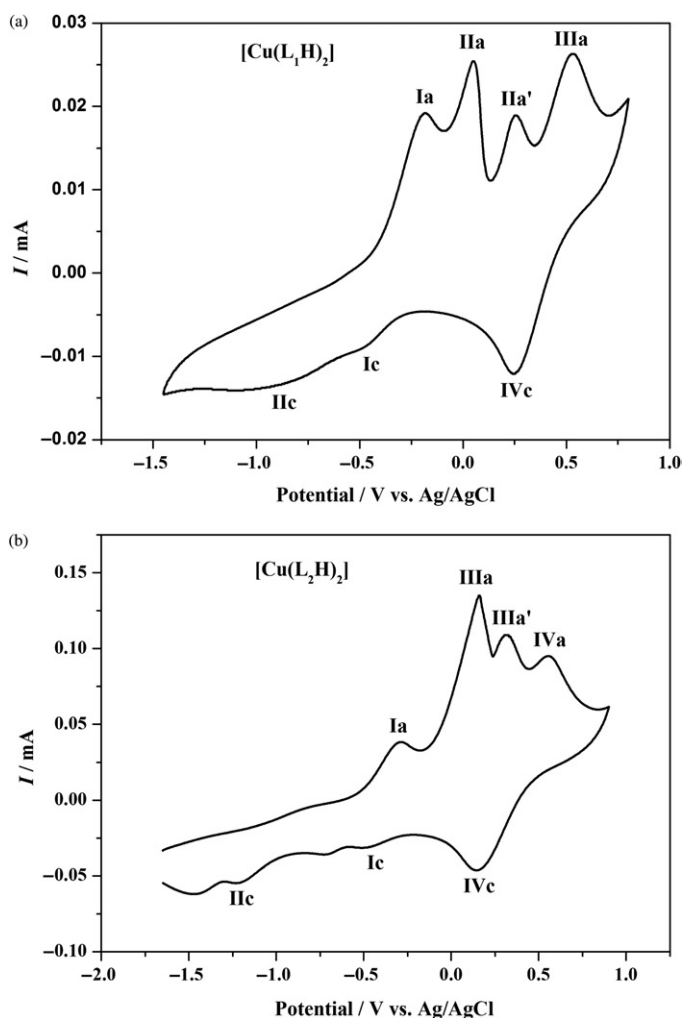 (a)
[Cu(L₁H)₂]
Ia
IIa
IIa'
IIIa
Ic
IIc
IVc
I / mA
0.03
0.02
0.01
0.00
−0.01
−0.02
−1.5 −1.0 −0.5 0.0 0.5 1.0
Potential / V vs. Ag/AgCl
(b)
[Cu(L₂H)₂]
Ia
IIIa
IIIa'
IVa
Ic
IIc
IVc
I / mA
0.15
0.10
0.05
0.00
−0.05
−0.10
−2.0 −1.5 −1.0 −0.5 0.0 0.5 1.0
Potential / V vs. Ag/AgCl